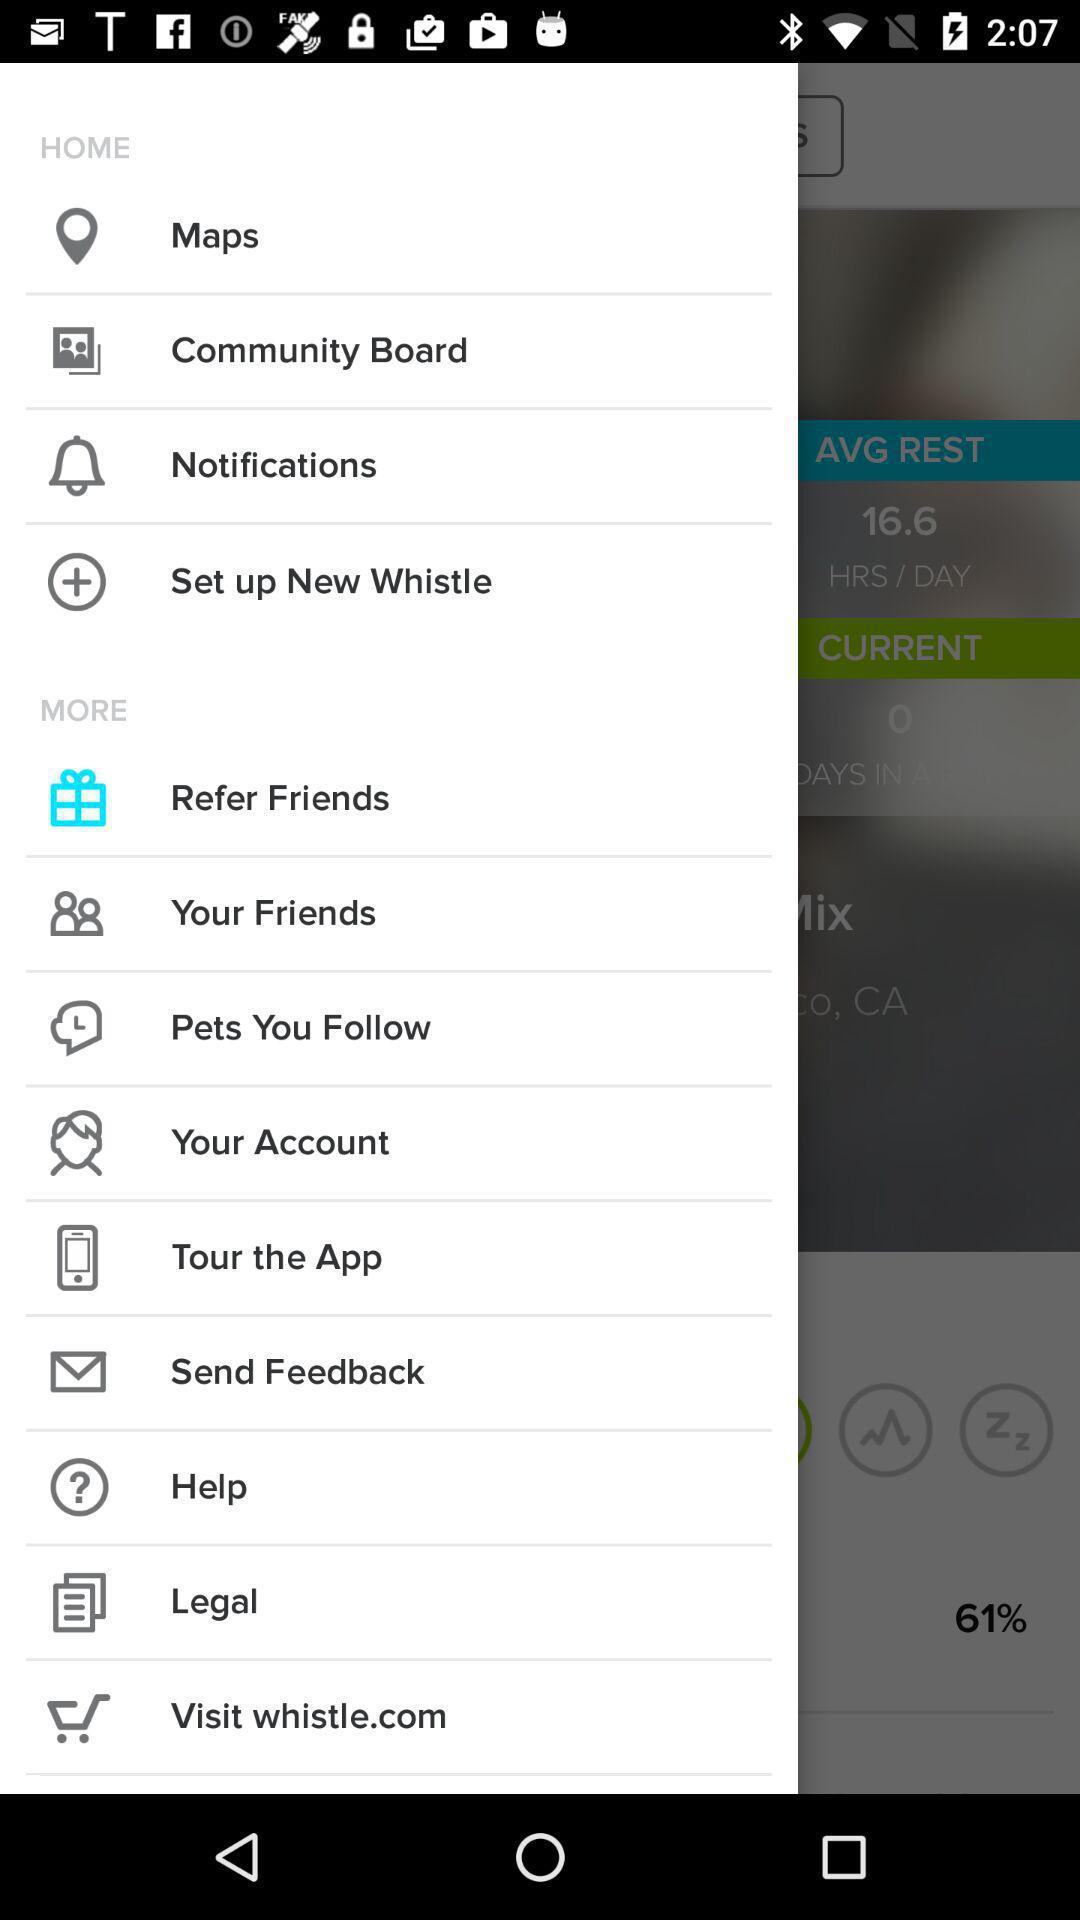 FAKE
2:07
HOME
Maps
Community Board
Notifications
Set up New Whistle
MORE
Refer Friends
Your Friends
Pets You Follow
Your Account
Tour the App
Send Feedback
Help
Legal
Visit whistle.com
S
AVG REST
16.6
HRS / DAY
CURRENT
0
DAYS IN A
Mix
co, CA
61%